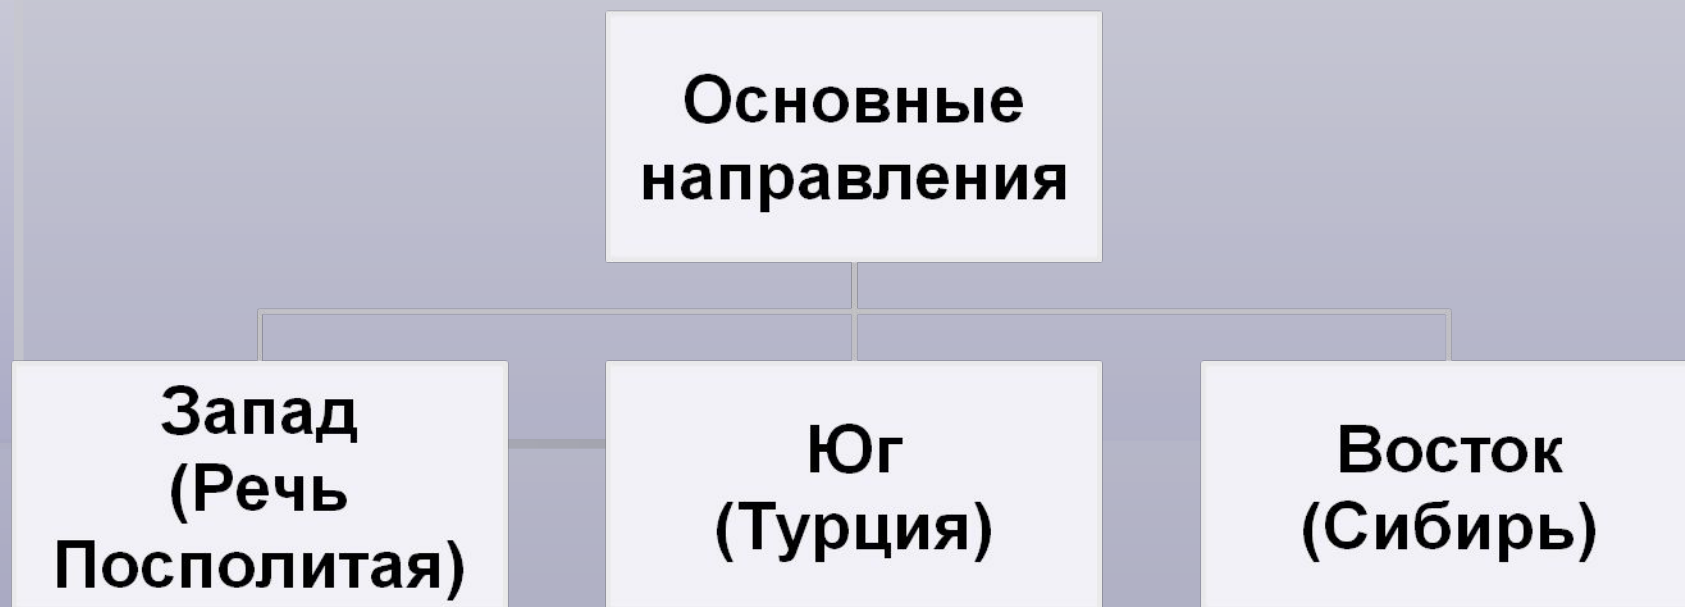 Основные
направления
Запад
(Речь
Посполитая)
Юг
(Турция)
Восток
(Сибирь)